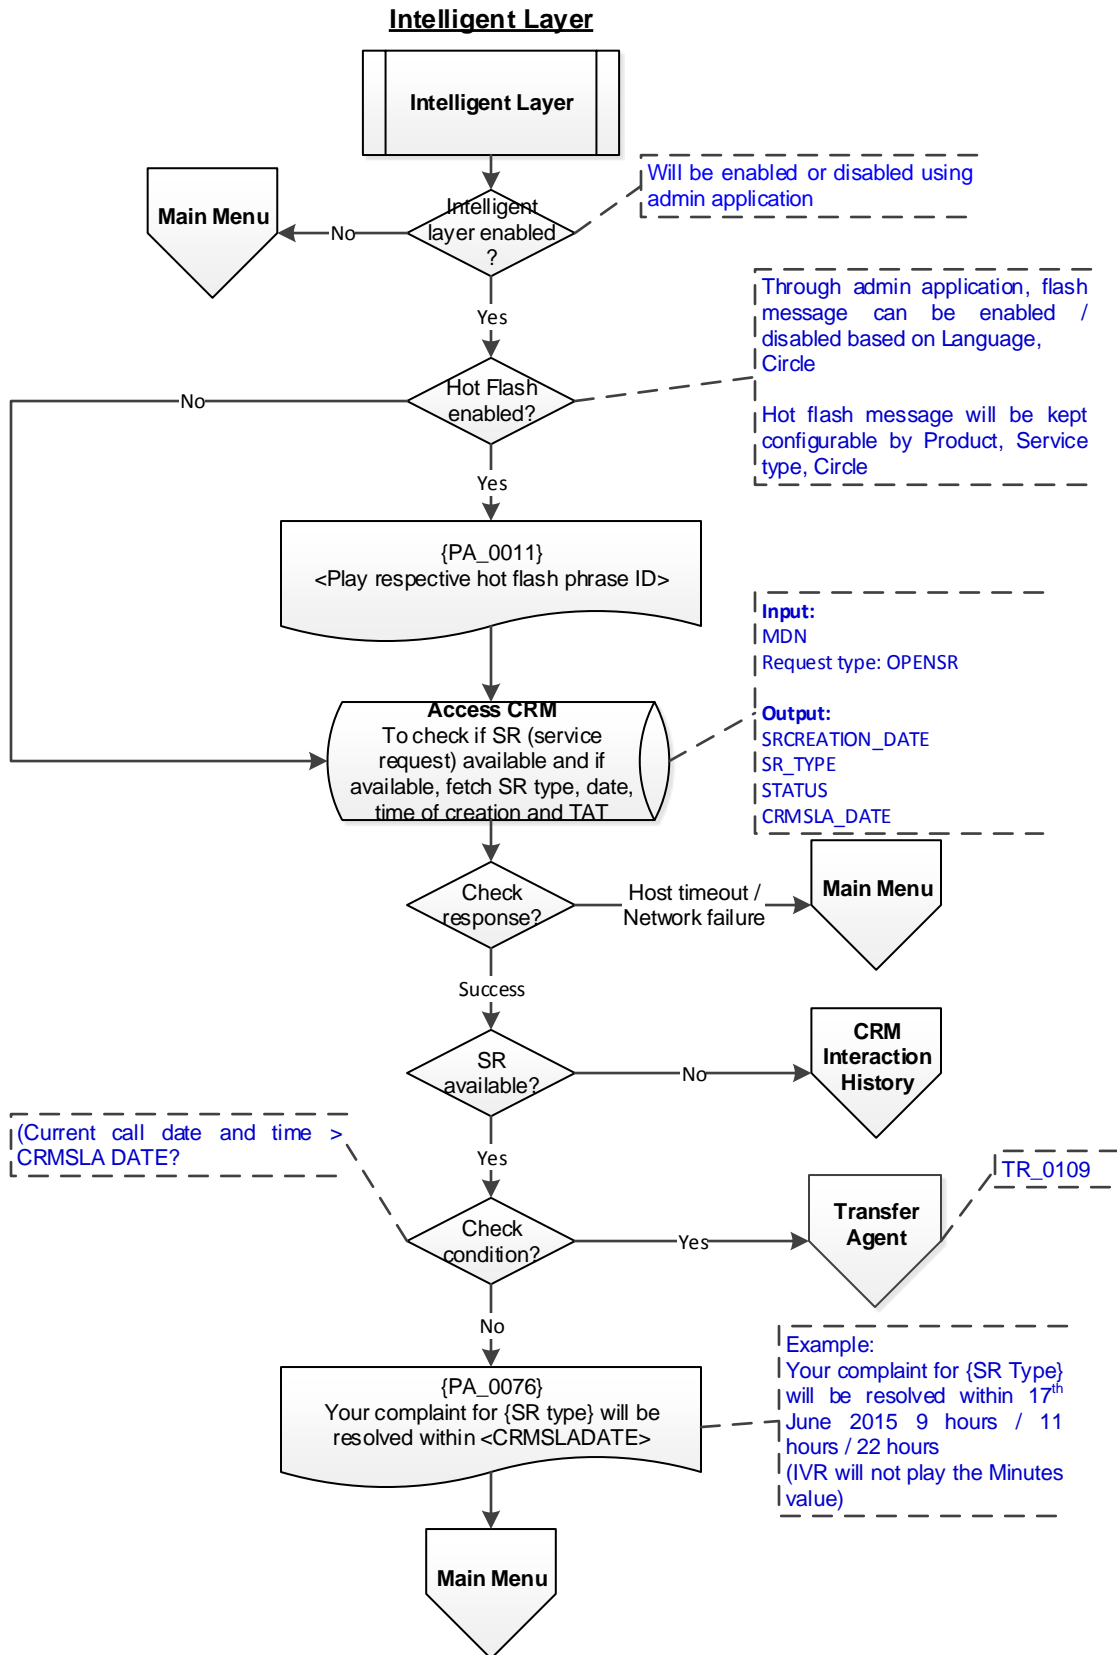 Intelligent Layer
Intelligent Layer
Will be enabled or disabled using
admin application
Main Menu
No
Intelligent
layer enabled
?
Yes
Through admin application, flash
message can be enabled /
disabled based on Language,
Circle
Hot flash message will be kept
configurable by Product, Service
type, Circle
No
Hot Flash
enabled?
Yes
{PA_0011}
<Play respective hot flash phrase ID>
Input:
MDN
Request type: OPENSR
Output:
SRCREATION_DATE
SR_TYPE
STATUS
CRMSLA_DATE
Access CRM
To check if SR (service
request) available and if
available, fetch SR type, date,
time of creation and TAT
Check
response?
Host timeout /
Network failure
Main Menu
Success
SR
available?
No
CRM
Interaction
History
(Current call date and time >
CRMSLA DATE?
Yes
TR_0109
Check
condition?
Yes
Transfer
Agent
No
{PA_0076}
Your complaint for {SR type} will be
resolved within <CRMSLADATE>
Example:
Your complaint for {SR Type}
will be resolved within 17th
June 2015 9 hours / 11
hours / 22 hours
(IVR will not play the Minutes
value)
Main Menu